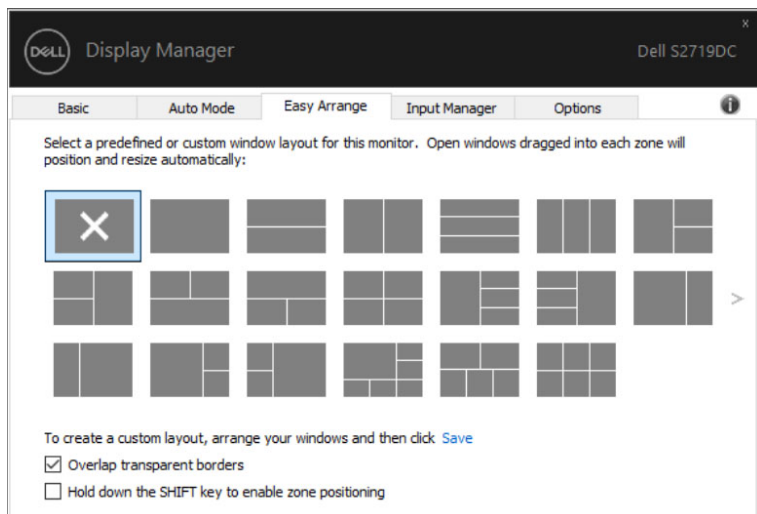 x
DELL
Display Manager
Dell S2719DC
Basic
Auto Mode
Easy Arrange
Input Manager
Options
i
Select a predefined or custom window layout for this monitor. Open windows dragged into each zone will
position and resize automatically:
>
To create a custom layout, arrange your windows and then click Save
Overlap transparent borders
Hold down the SHIFT key to enable zone positioning